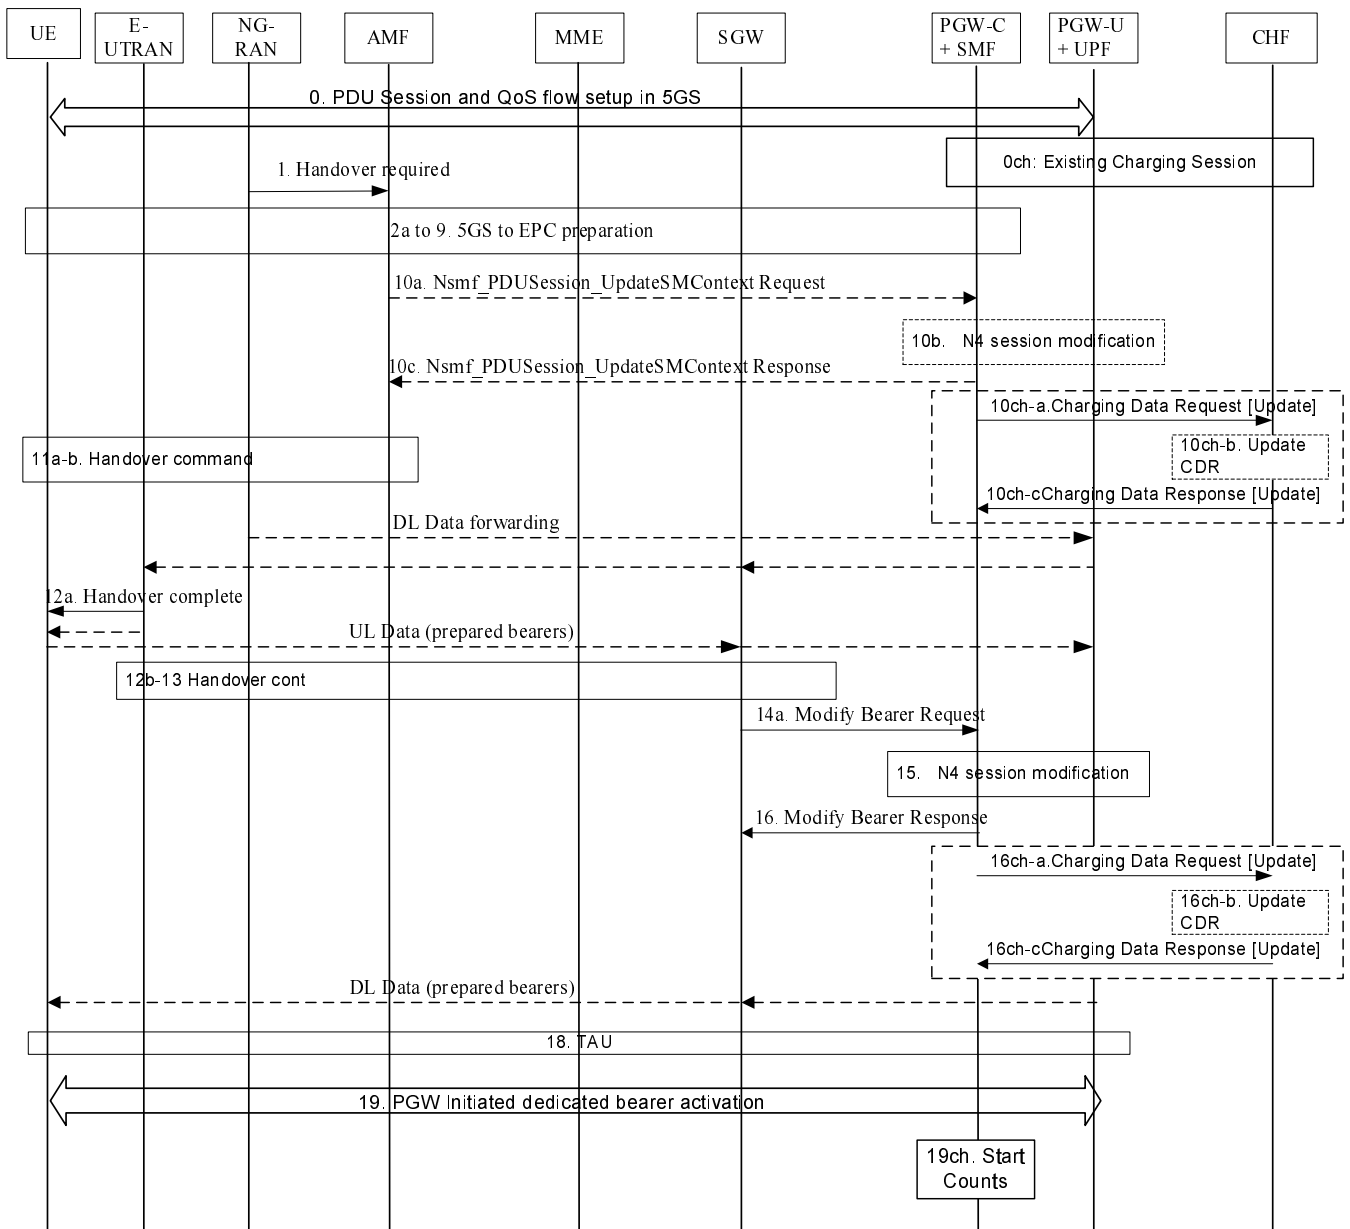 UE
E-
UTRAN
NG-
RAN
AMF
MME
SGW
PGW-C
+ SMF
PGW-U
+ UPF
CHF
0. PDU Session and QoS flow setup in 5GS
0ch: Existing Charging Session
1. Handover required
2a to 9. 5GS to EPC preparation
10a. Nsmf_PDUSession_UpdateSMContext Request
10b. N4 session modification
10c. Nsmf_PDUSession_UpdateSMContext Response
10ch-a.Charging Data Request [Update]
10ch-b. Update
CDR
11a-b. Handover command
10ch-cCharging Data Response [Update]
DL Data forwarding
12a. Handover complete
UL Data (prepared bearers)
12b-13 Handover cont
14a. Modify Bearer Request
15. N4 session modification
16. Modify Bearer Response
16ch-a.Charging Data Request [Update]
16ch-b. Update
CDR
16ch-cCharging Data Response [Update]
DL Data (prepared bearers)
18. TAU
19. PGW Initiated dedicated bearer activation
19ch. Start
Counts